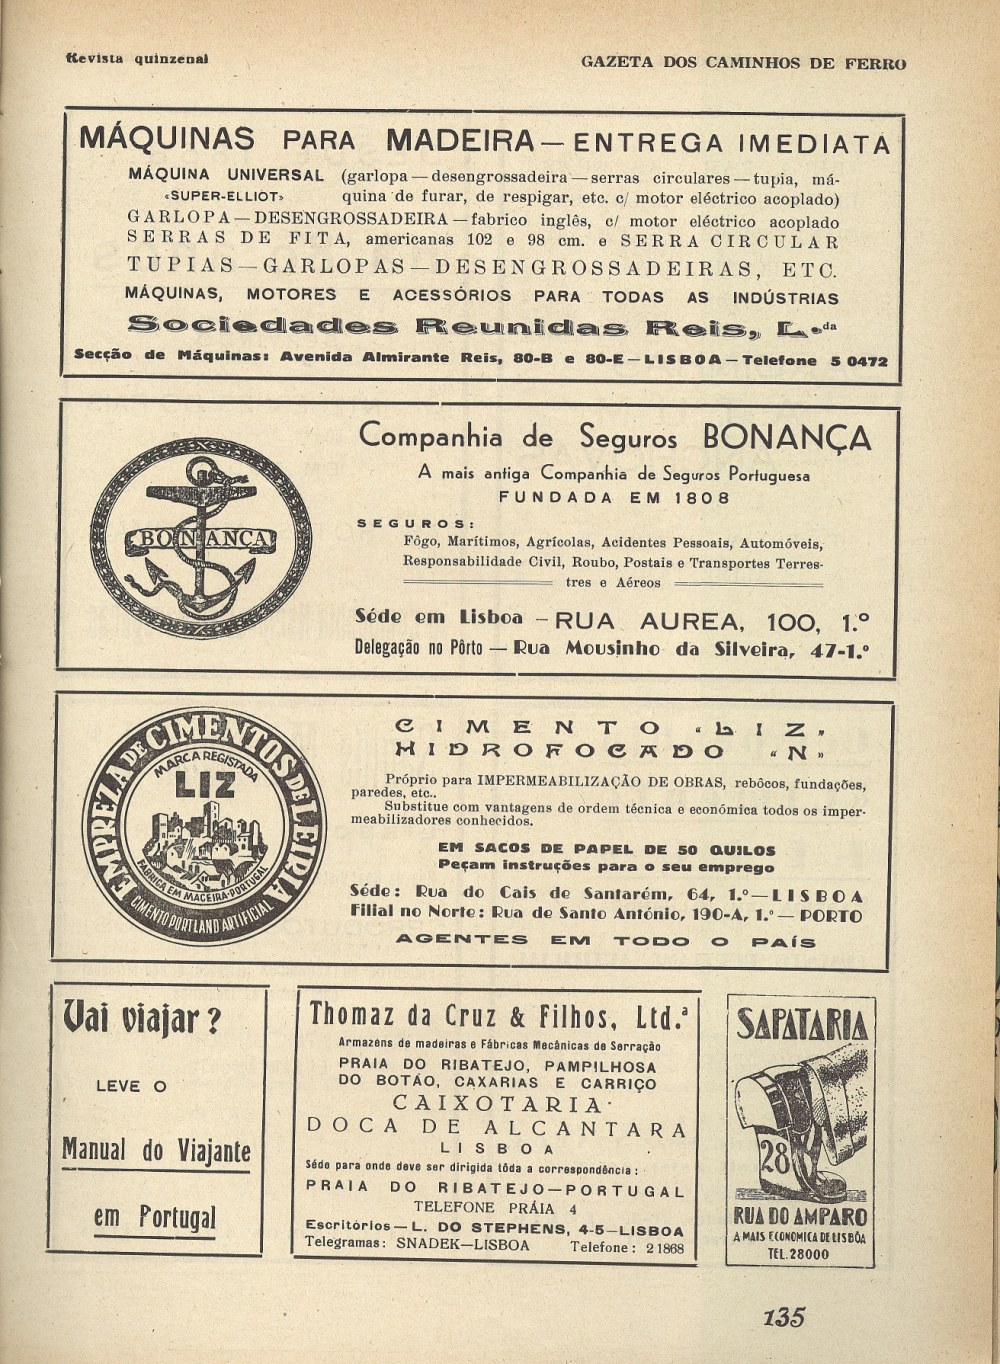 Revista quinzenal
GAZETA DOS CAMINHOS DE FERRO
MÁQUINAS PARA MADEIRA — ENTREGA IMEDIATA
MÁQUINA UNIVERSAL (garlopa — desengrossadeira — serras circulares — tupia, má-
«SUPER-ELLIOT» quina de furar, de respigar, etc. c/ motor eléctrico acoplado)
GARLOPA — DESENGROSSADEIRA — fabrico inglês, c/ motor eléctrico acoplado
SERRAS DE FITA, americanas 102 e 98 cm. e SERRA CIRCULAR
TUPIAS — GARLOPAS — DESENGROSSADEIRAS, ETC.
MÁQUINAS, MOTORES E ACESSÓRIOS PARA TODAS AS INDÚSTRIAS
Sociedades Reunidas Reis, L.da
Secção de Máquinas: Avenida Almirante Reis, 80-B e 80-E — LISBOA — Telefone 5 0472
BONANÇA
Companhia de Seguros BONANÇA
A mais antiga Companhia de Seguros Portuguesa
FUNDADA EM 1808
SEGUROS:
Fôgo, Marítimos, Agrícolas, Acidentes Pessoais, Automóveis,
Responsabilidade Civil, Roubo, Postais e Transportes Terres-
tres e Aéreos
Séde em Lisboa – RUA AUREA, 100, 1.º
Delegação no Pôrto — Rua Mousinho da Silveira, 47-1.º
EMPREZA DE CIMENTOS DE LEIRIA
MARCA REGISTADA
LIZ
FABRICA EM MACEIRA-PORTUGAL
CIMENTO PORTLAND ARTIFICIAL
CIMENTO «LIZ»
HIDROFOCADO «N»
Próprio para IMPERMEABILIZAÇÃO DE OBRAS, rebôcos, fundações,
paredes, etc..
Substitue com vantagens de ordem técnica e económica todos os imper-
meabilizadores conhecidos.
EM SACOS DE PAPEL DE 50 QUILOS
Peçam instruções para o seu emprego
Séde: Rua do Cais de Santarém, 64, 1.º — LISBOA
Filial no Norte: Rua de Santo António, 190-A, 1.º — PORTO
AGENTES EM TODO O PAÍS
Vai viajar?
LEVE O
Manual do Viajante
em Portugal
Thomaz da Cruz & Filhos, Ltd.ª
Armazens de madeiras e Fábricas Mecânicas de Serração
PRAIA DO RIBATEJO, PAMPILHOSA
DO BOTÃO, CAXARIAS E CARRIÇO
CAIXOTARIA
DOCA DE ALCANTARA
LISBOA
Séde para onde deve ser dirigida tôda a correspondência:
PRAIA DO RIBATEJO—PORTUGAL
TELEFONE PRÁIA 4
Escritórios — L. DO STEPHENS, 4-5—LISBOA
Telegramas: SNADEK—LISBOA Telefone: 21868
SAPATARIA
28
RUA DO AMPARO
A MAIS ECONOMICA DE LISBÔA
TEL. 28000
135